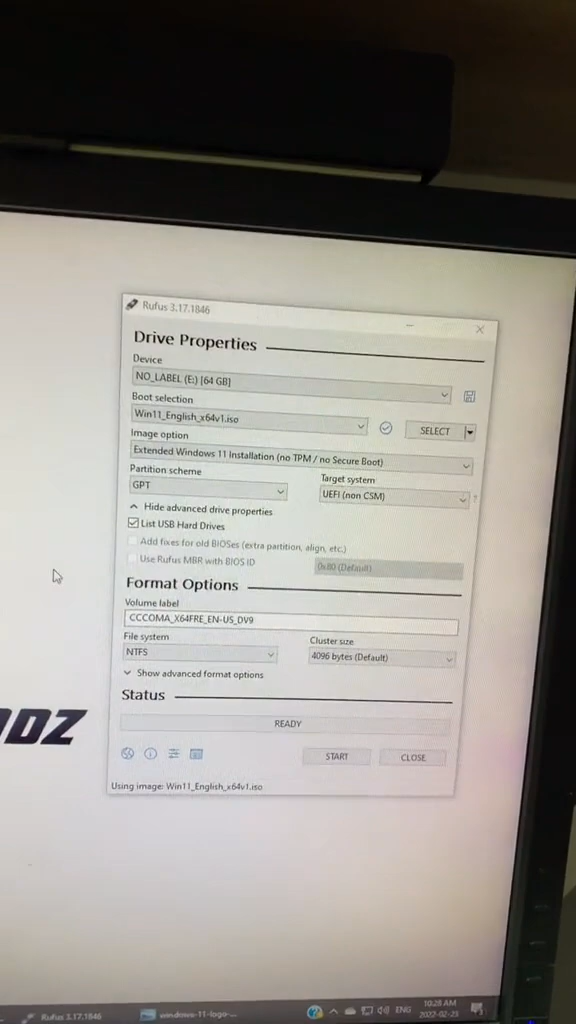 Rufus 3.17.1846
Drive Properties
Device
NO_LABEL (E:) [64 GB]
Boot selection
Win11_English_x64v1.iso
SELECT
Image option
Extended Windows 11 Installation (no TPM / no Secure Boot)
Partition scheme
Target system
GPT
UEFI (non CSM)
?
Hide advanced drive properties
List USB Hard Drives
Add fixes for old BIOSes (extra partition, align, etc.)
Use Rufus MBR with BIOS ID
0x80 (Default)
Format Options
Volume label
CCCOMA_X64FRE_EN-US_DV9
File system
Cluster size
NTFS
4096 bytes (Default)
Show advanced format options
Status
READY
START
CLOSE
Using image: Win11_English_x64v1.iso
DZ
Rufus 3.17.1846
windows-11-logo-...
ENG
10:28 AM
2022-02-23